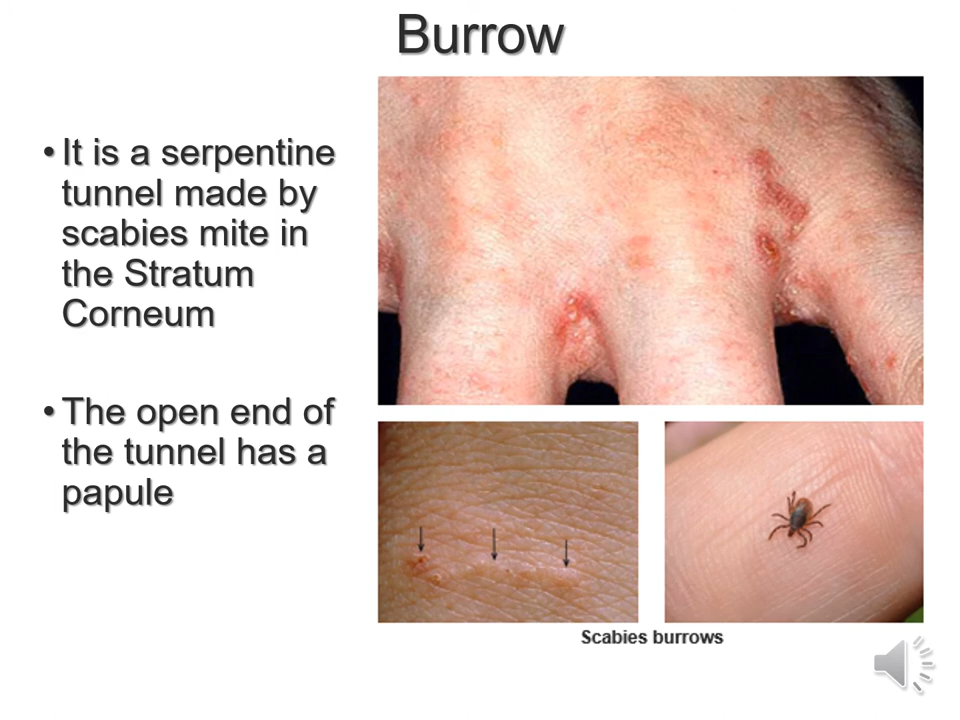 Burrow
• It is a serpentine
tunnel made by
scabies mite in
the Stratum
Corneum
• The open end of
the tunnel has a
papule
Scabies burrows